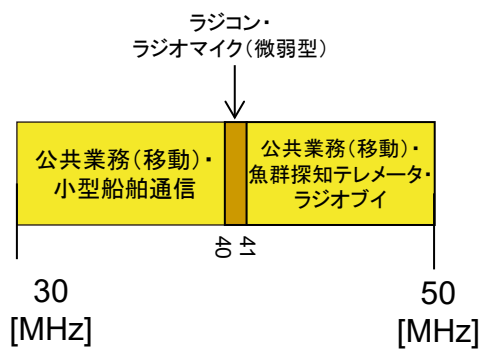 ラジコン・
ラジオマイク(微弱型)
公共業務(移動)・
小型船舶通信
公共業務(移動)・
魚群探知テレメータ・
ラジオブイ
40
41
30
[MHz]
50
[MHz]